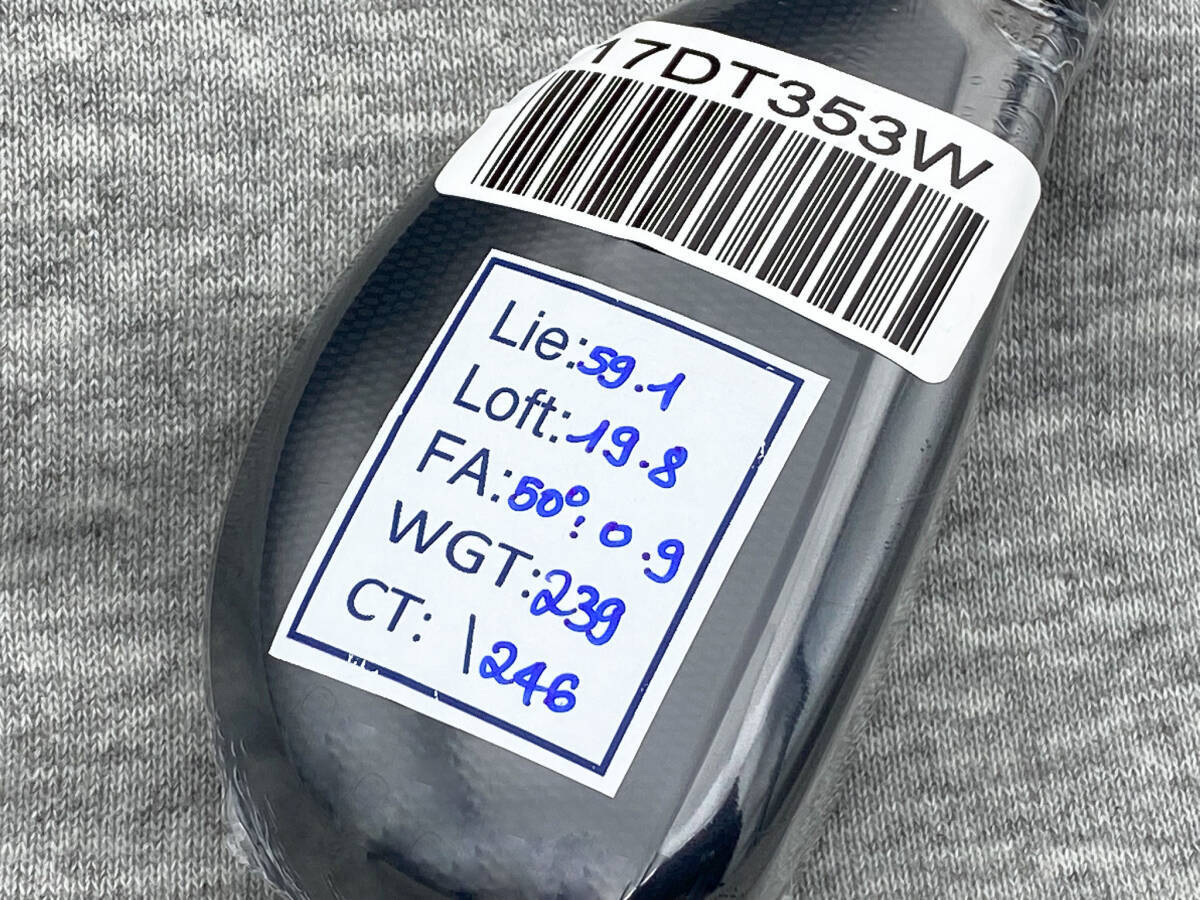 17DT353W
Lie:59.1
Loft:19.8
FA:50°:0.9
WGT:239
CT: \246